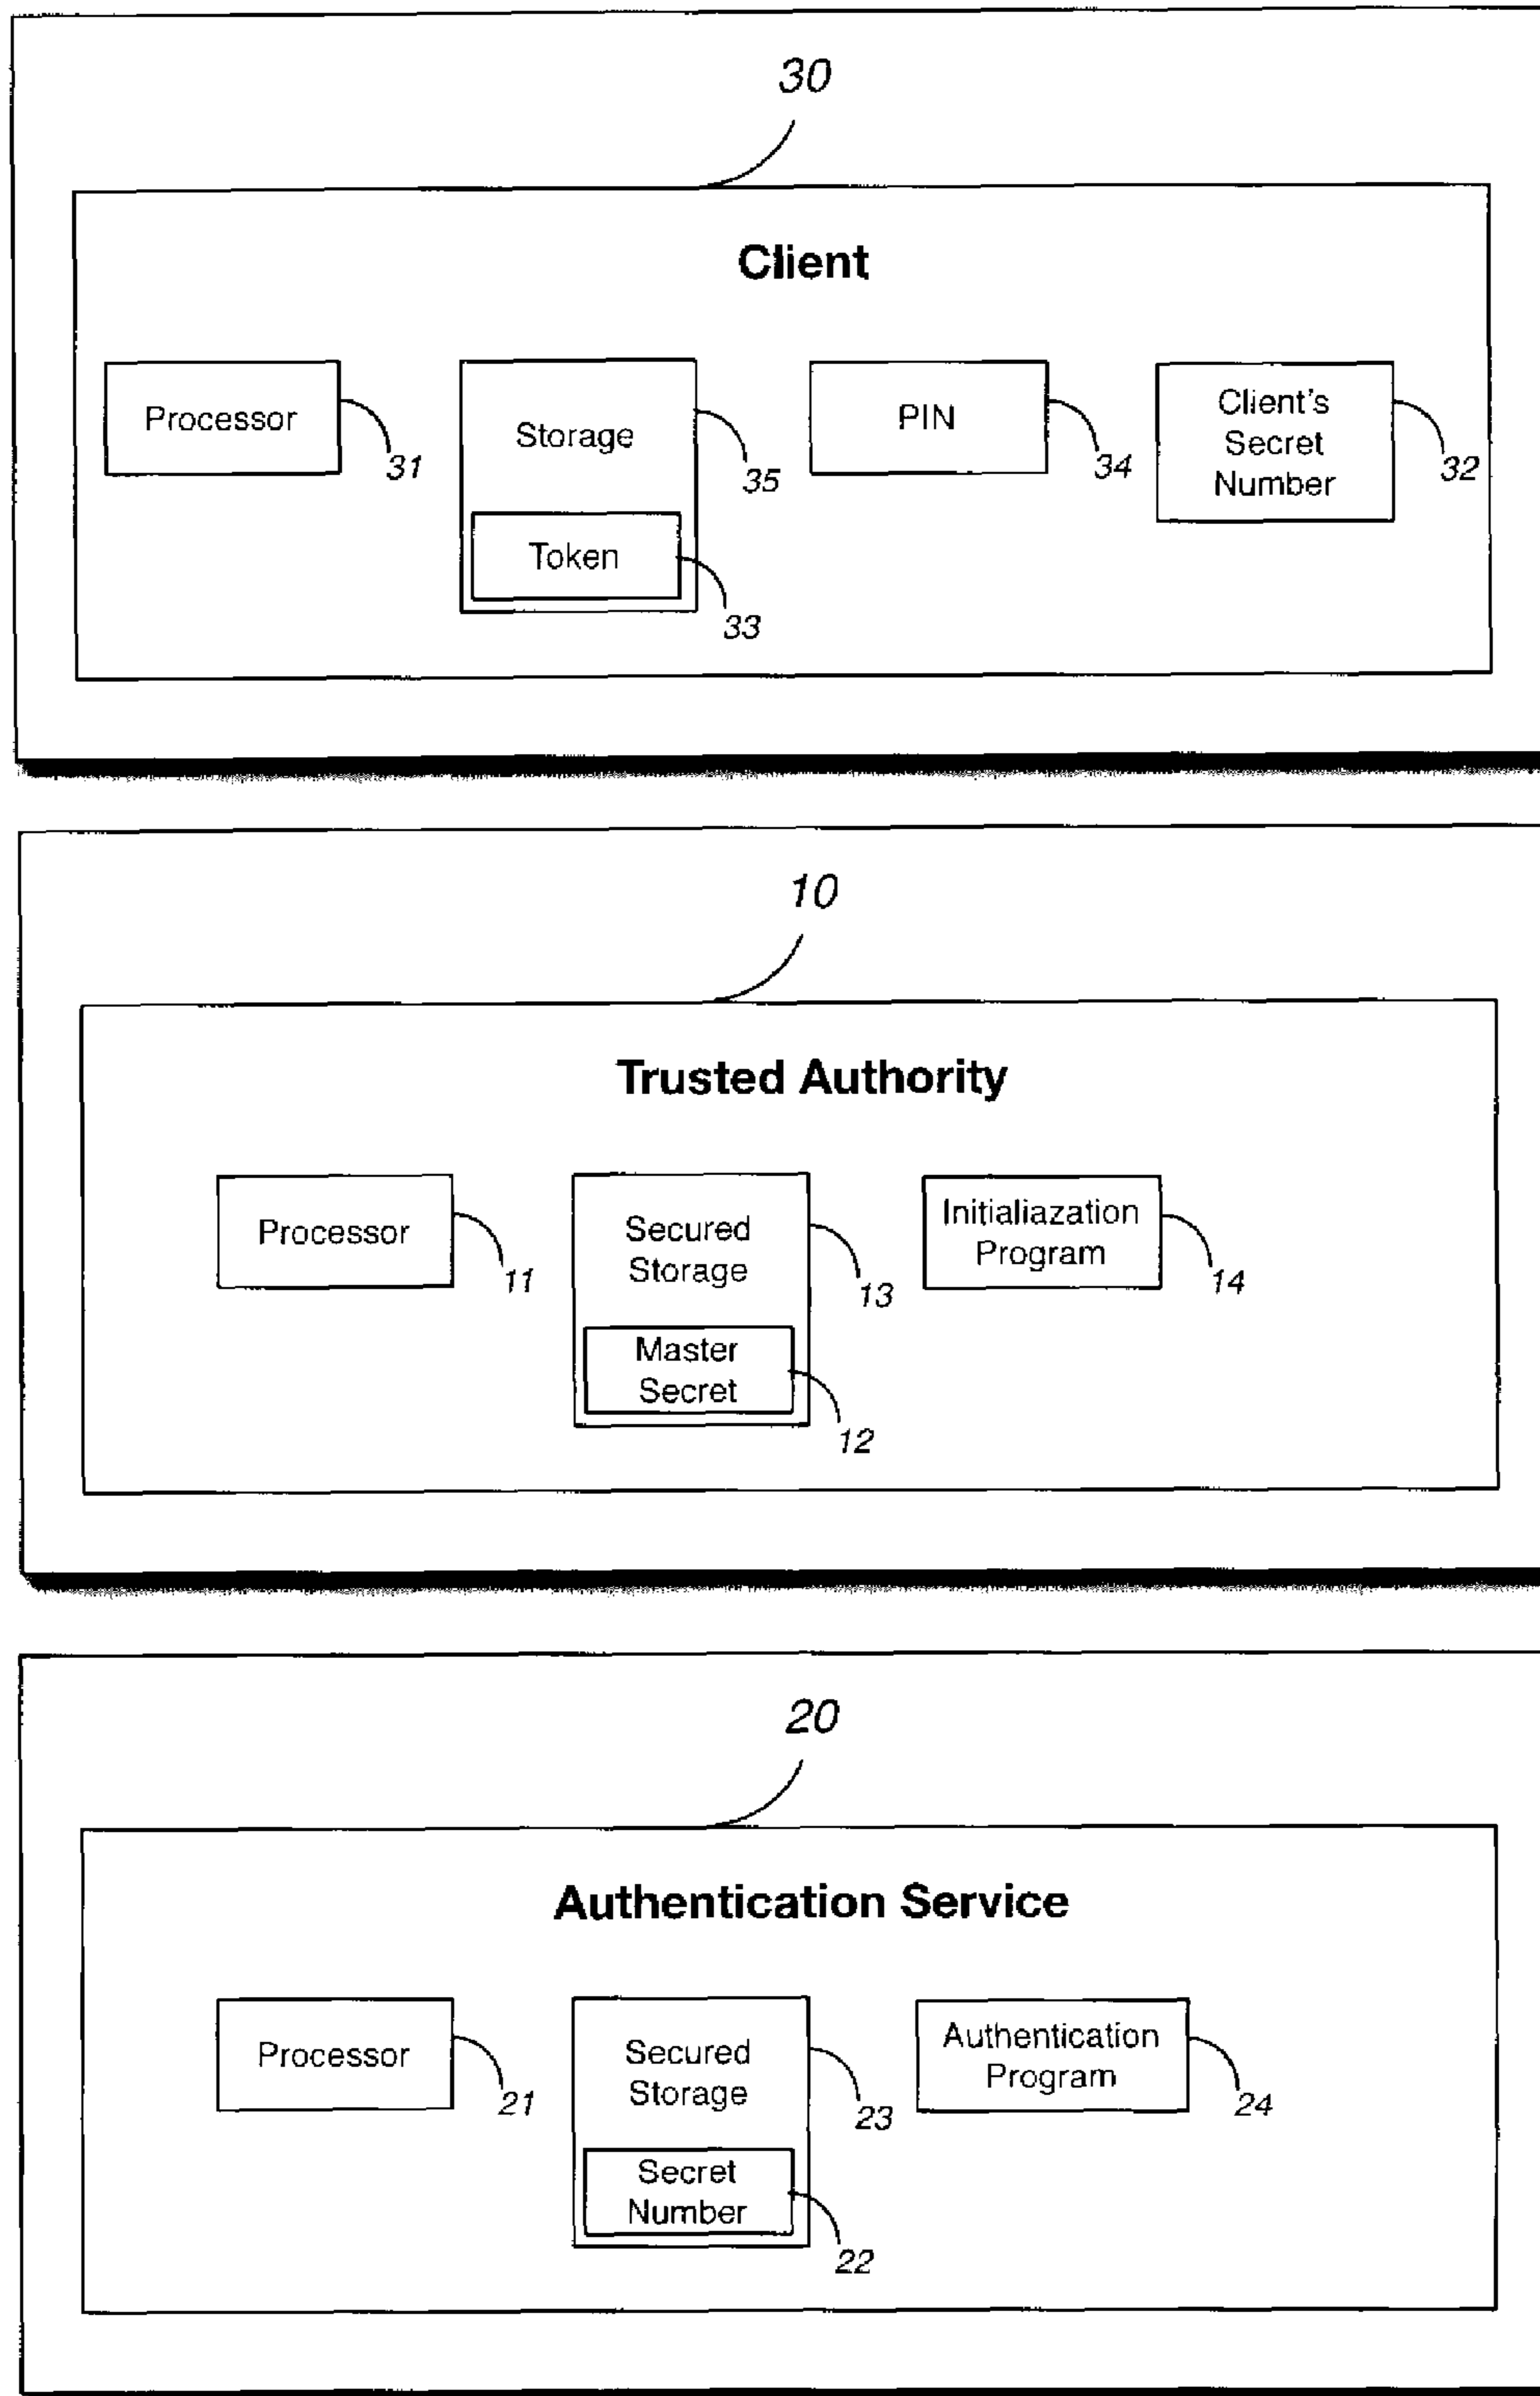 30
Client
Processor
31
Storage
35
Token
33
PIN
34
Client's
Secret
Number
32
10
Trusted Authority
Processor
11
Secured
Storage
13
Master
Secret
12
Initialiazation
Program
14
20
Authentication Service
Processor
21
Secured
Storage
23
Secret
Number
22
Authentication
Program
24